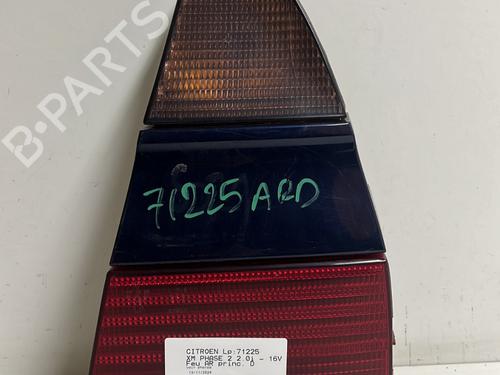 B-PARTS
71225 ARD
CITROEN Lp:71225
XM PHASE 2 2.0i - 16V
Feu AR princ. D